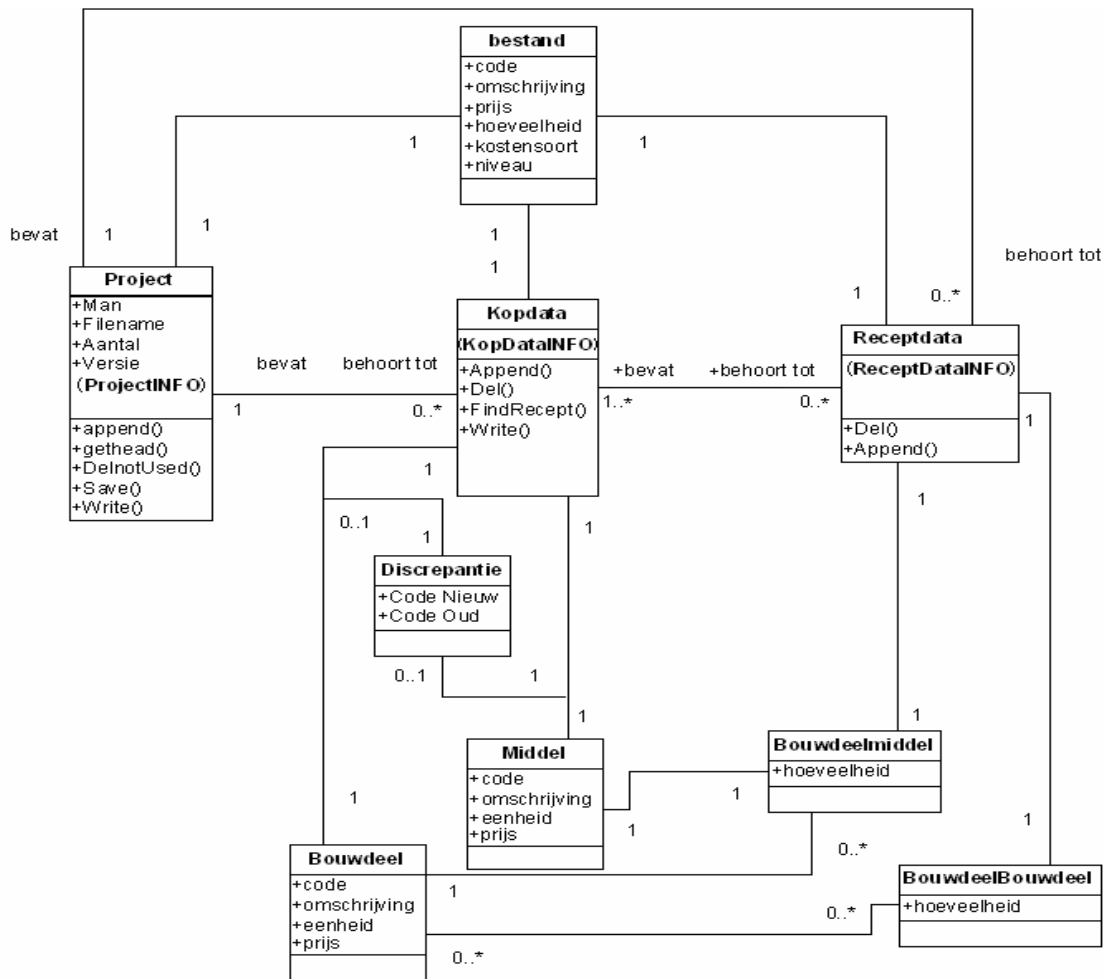 bestand
+code
+omschrijving
+prijs
+hoeveelheid
+kostensoort
+niveau
1
1
1
1
bevat
1
1
1
behoort tot
1
0..*
Project
+Man
+Filename
+Aantal
+Versie
(ProjectINFO)
+append()
+gethead()
+DelnotUsed()
+Save()
+Write()
bevat
behoort tot
1
0..*
Kopdata
(KopDataINFO)
+Append()
+Del()
+FindRecept()
+Write()
+bevat
+behoort tot
1..*
0..*
Receptdata
(ReceptDataINFO)
+Del()
+Append()
1
1
1
0..1
1
1
Discrepantie
+Code Nieuw
+Code Oud
0..1
1
1
1
Middel
+code
+omschrijving
+eenheid
+prijs
Bouwdeelmiddel
+hoeveelheid
1
1
1
1
0..*
Bouwdeel
+code
+omschrijving
+eenheid
+prijs
1
BouwdeelBouwdeel
+hoeveelheid
0..*
0..*